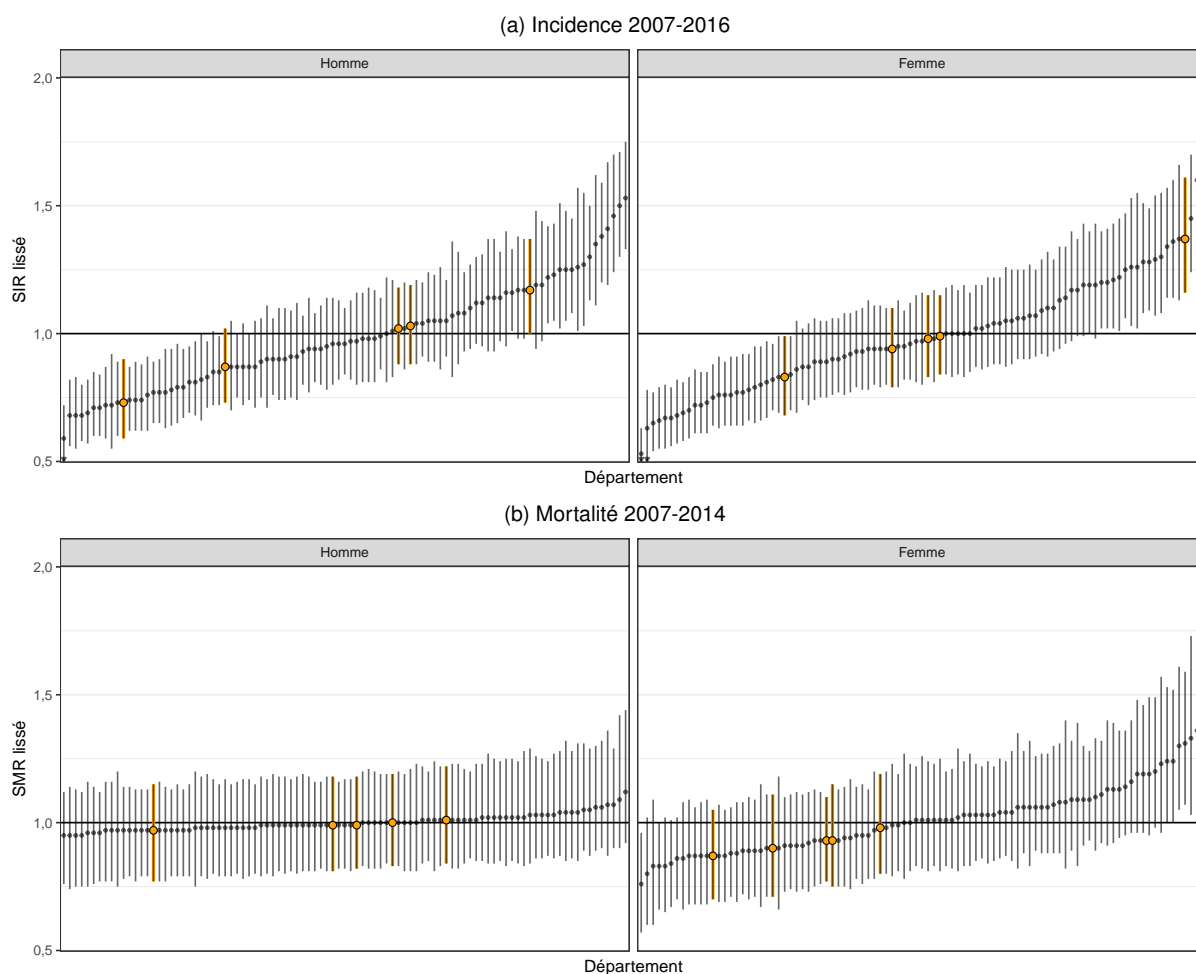 (a) Incidence 2007-2016
Homme
Femme
2,0
1,5
1,0
0,5
SIR lissé
Département
(b) Mortalité 2007-2014
Homme
Femme
2,0
1,5
1,0
0,5
SMR lissé
Département